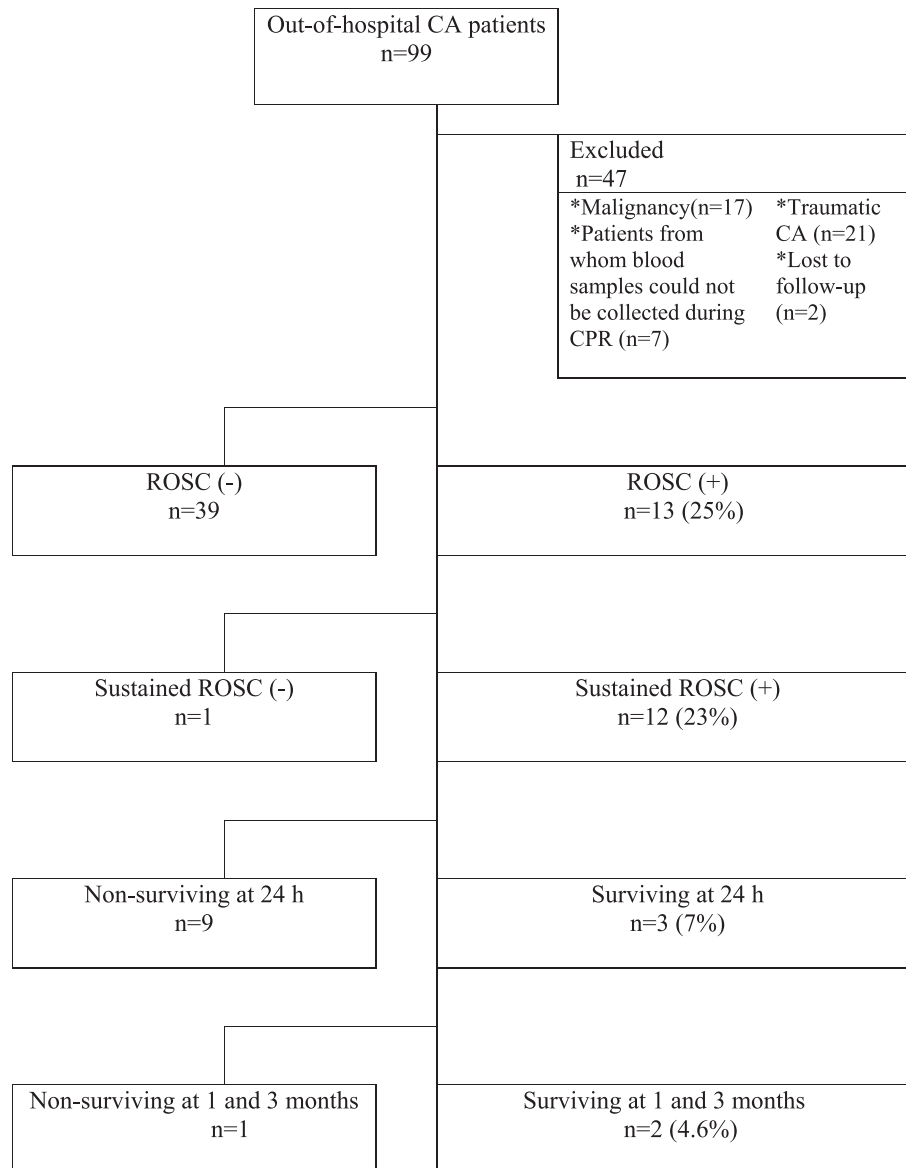 Out-of-hospital CA patients
n=99
Excluded
n=47
*Malignancy(n=17)
*Patients from
whom blood
samples could not
be collected during
CPR (n=7)
*Traumatic
CA (n=21)
*Lost to
follow-up
(n=2)
ROSC (-)
n=39
ROSC (+)
n=13 (25%)
Sustained ROSC (-)
n=1
Sustained ROSC (+)
n=12 (23%)
Non-surviving at 24 h
n=9
Surviving at 24 h
n=3 (7%)
Non-surviving at 1 and 3 months
n=1
Surviving at 1 and 3 months
n=2 (4.6%)